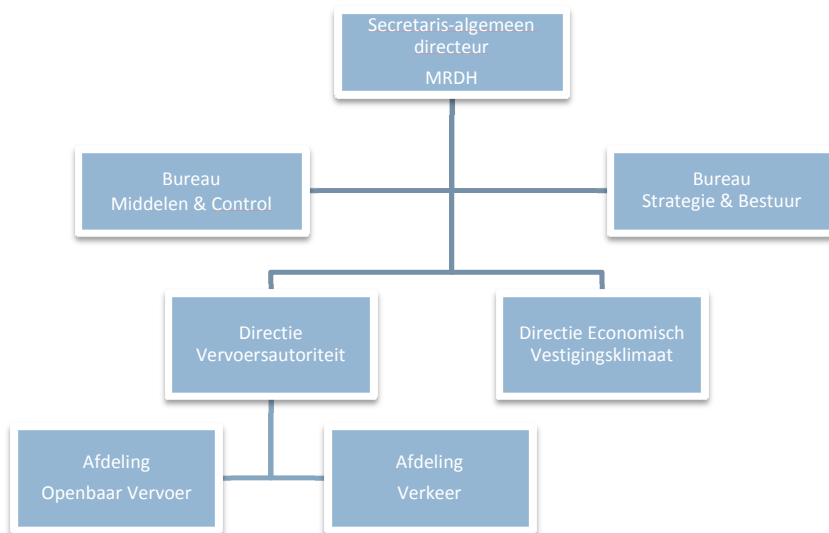 Secretaris-algemeen
directeur
MRDH
Bureau
Middelen & Control
Bureau
Strategie & Bestuur
Directie
Vervoersautoriteit
Directie Economisch
Vestigingsklimaat
Afdeling
Openbaar Vervoer
Afdeling
Verkeer